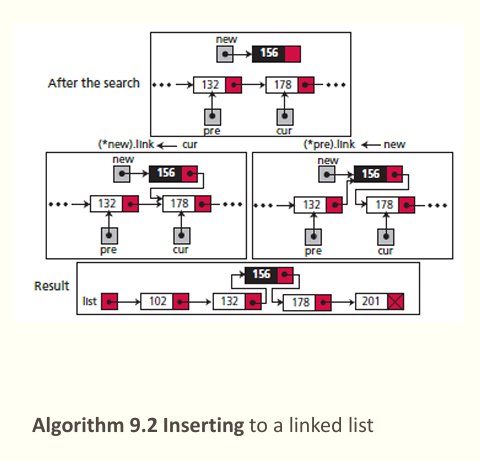 new
156
After the search
132 178
pre cur
(*new).link ← cur
new
156
132 178
pre cur
(*pre).link ← new
new
156
132 178
pre cur
Result
156
list 102 132 178 201
Algorithm 9.2 Inserting to a linked list